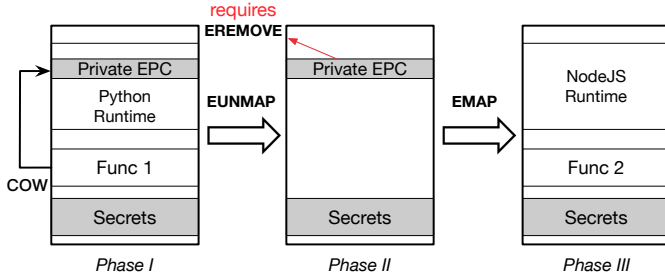 requires
EREMOVE
Private EPC
Python
Runtime
Func 1
Secrets
COW
Phase I
EUNMAP
Private EPC
Secrets
Phase II
EMAP
NodeJS
Runtime
Func 2
Secrets
Phase III